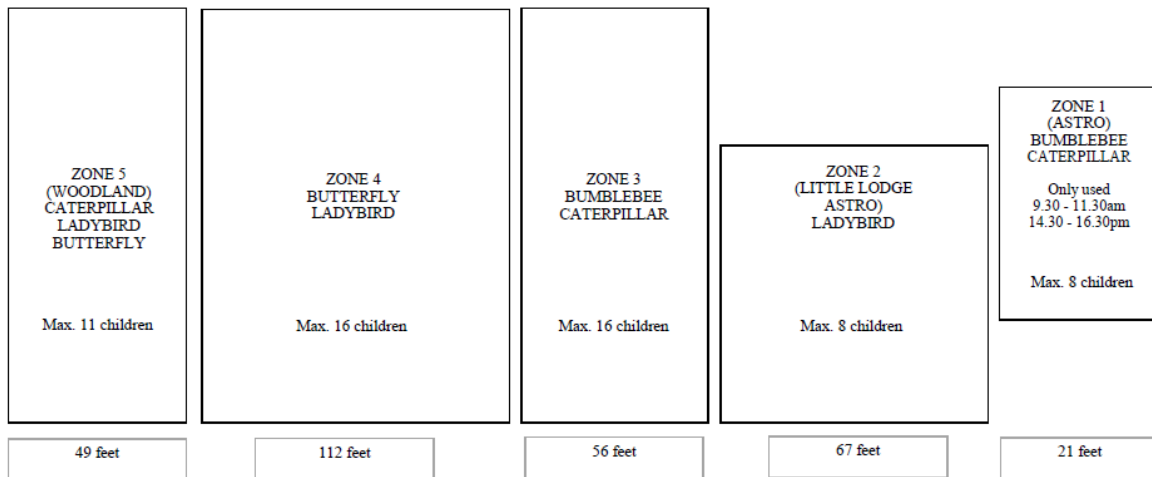 ZONE 5
(WOODLAND)
CATERPILLAR
LADYBIRD
BUTTERFLY
Max. 11 children
49 feet
ZONE 4
BUTTERFLY
LADYBIRD
Max. 16 children
112 feet
ZONE 3
BUMBLEBEE
CATERPILLAR
Max. 16 children
56 feet
ZONE 2
(LITTLE LODGE
ASTRO)
LADYBIRD
Max. 8 children
67 feet
ZONE 1
(ASTRO)
BUMBLEBEE
CATERPILLAR
Only used
9.30 - 11.30am
14.30 - 16.30pm
Max. 8 children
21 feet